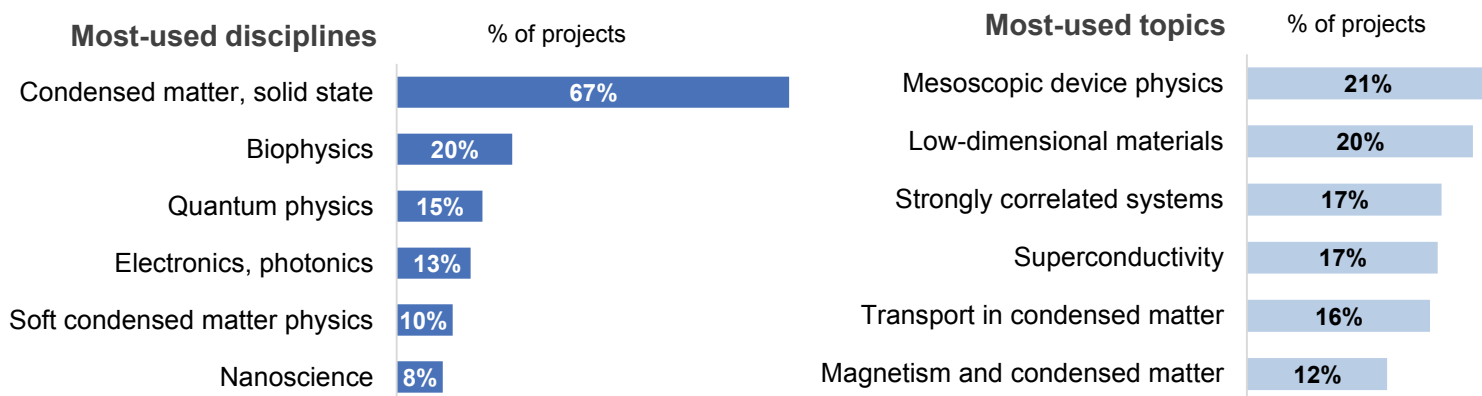 Most-used disciplines % of projects
Condensed matter, solid state 67%
Biophysics 20%
Quantum physics 15%
Electronics, photonics 13%
Soft condensed matter physics 10%
Nanoscience 8%
Most-used topics % of projects
Mesoscopic device physics 21%
Low-dimensional materials 20%
Strongly correlated systems 17%
Superconductivity 17%
Transport in condensed matter 16%
Magnetism and condensed matter 12%